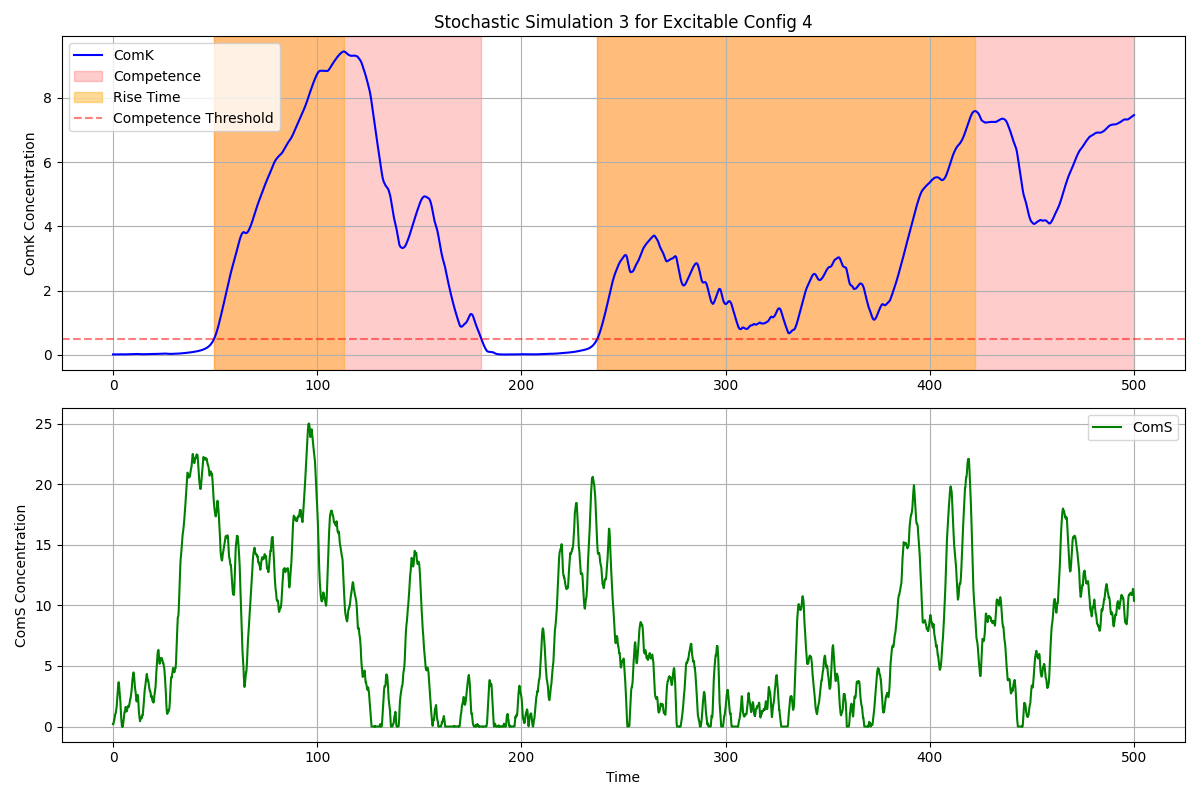 Stochastic Simulation 3 for Excitable Config 4
ComK
Competence
Rise Time
Competence Threshold
ComK Concentration
8
6
4
2
0
0 100 200 300 400 500
ComS
ComS Concentration
25
20
15
10
5
0
0 100 200 300 400 500
Time